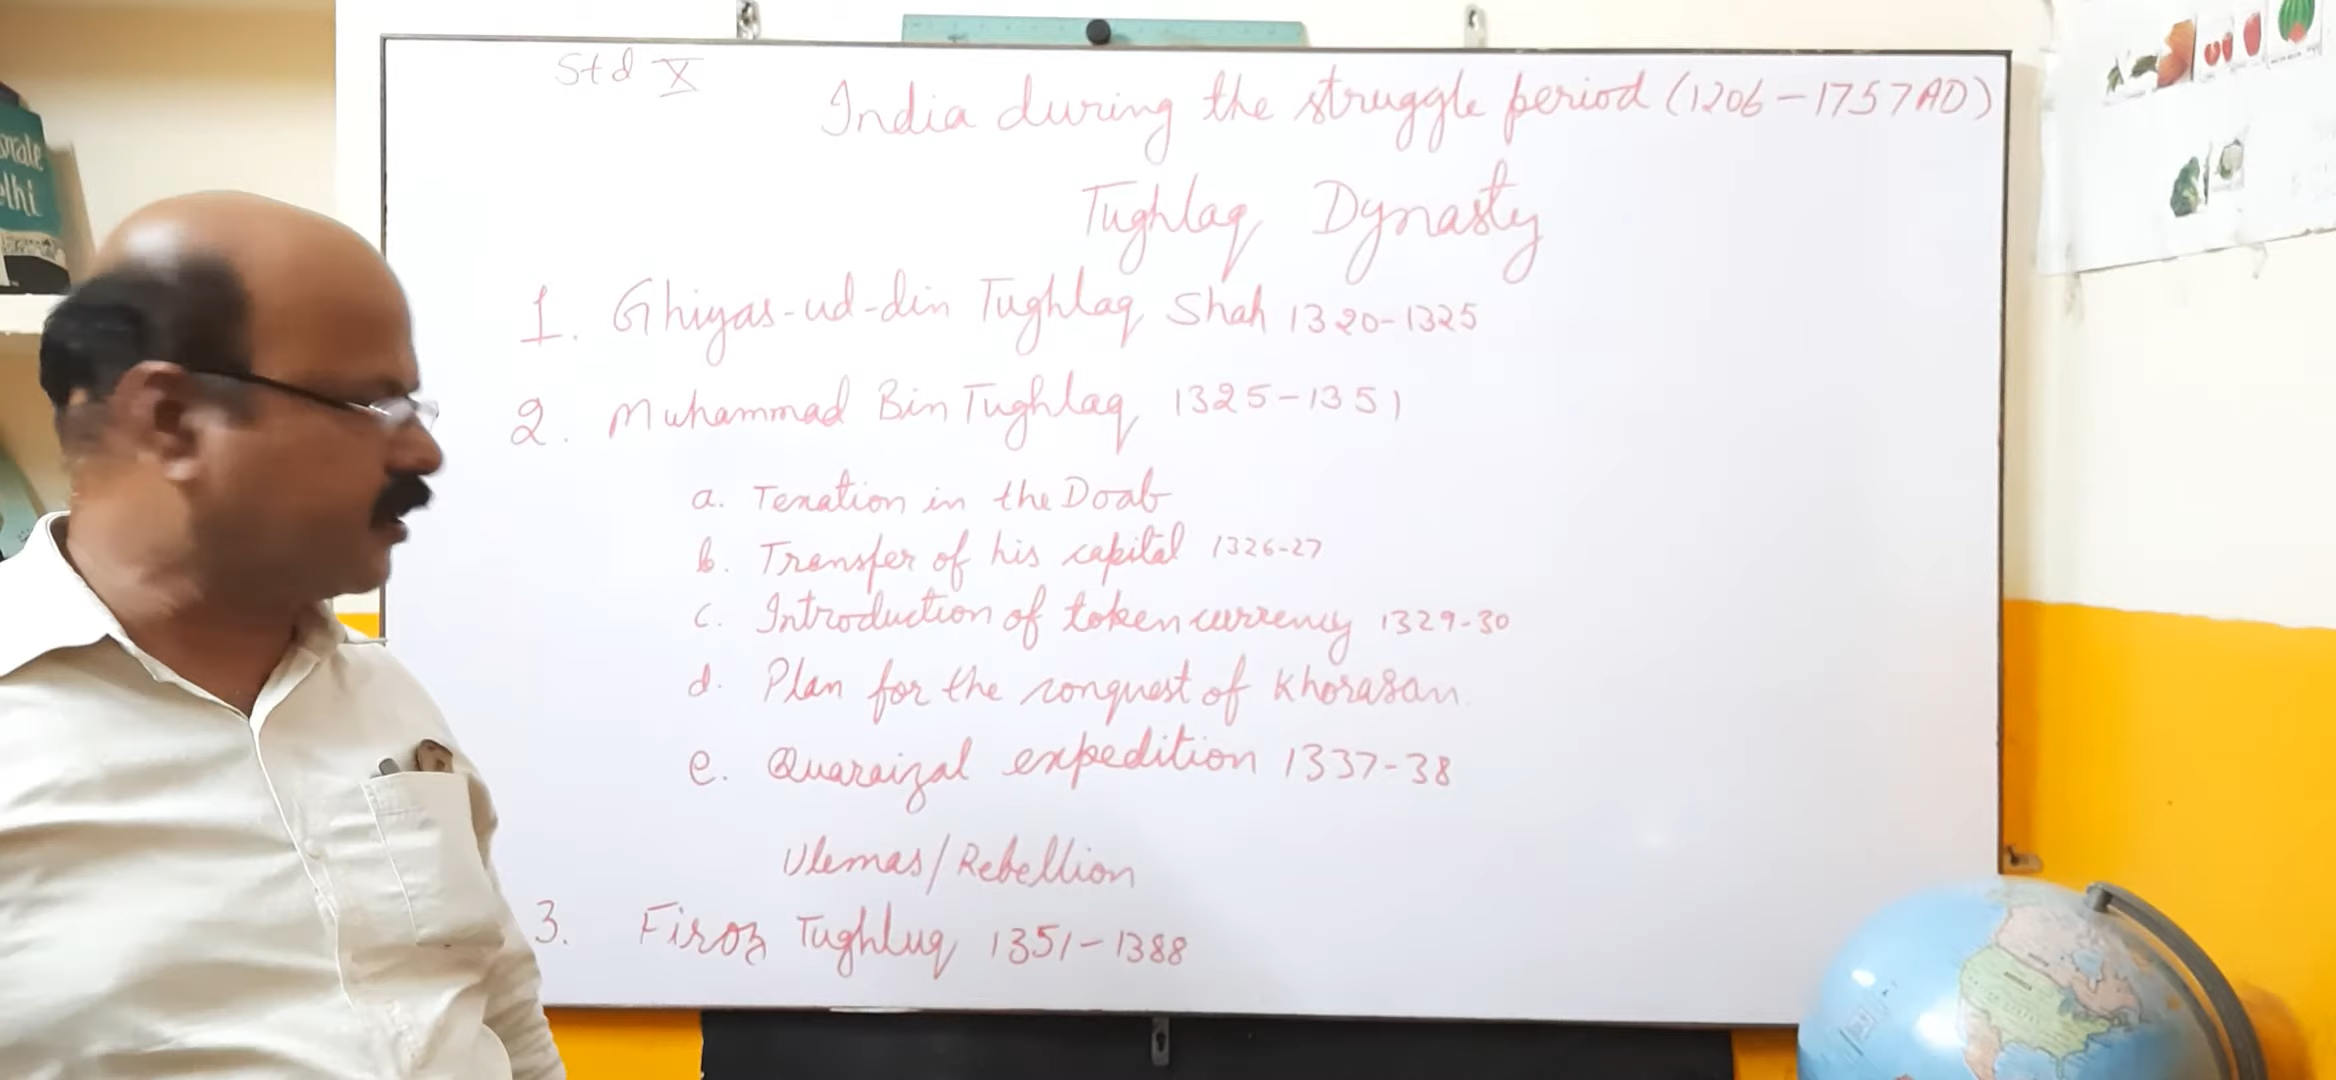 Std X
India during the struggle period (1206-1757AD)
Tughlaq Dynasty
1. Ghiyas-ud-din Tughlaq Shah 1320-1325
2. Muhammad Bin Tughlaq 1325-1351
a. Texation in the Doab
b. Transfer of his capital 1326-27
c. Introduction of token currency 1329-30
d. Plan for the conquest of Khorasan
e. Quaraizal expedition 1337-38
Ulemas/Rebellion
3. Firoz Tughluq 1351-1388